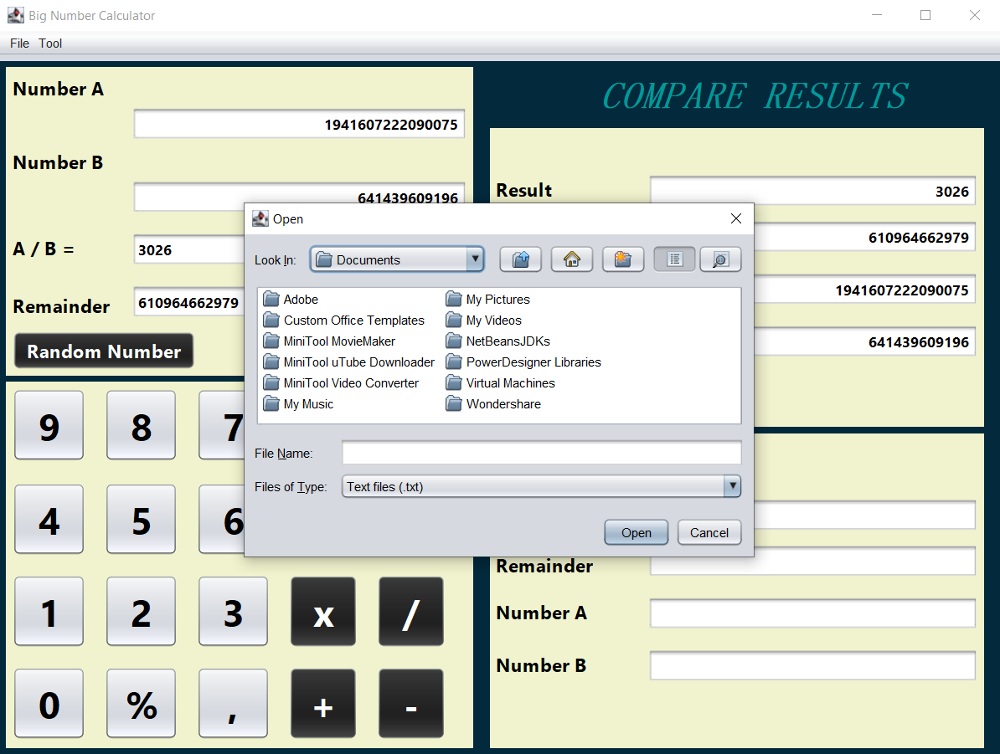 Big Number Calculator
File Tool
Number A
1941607222090075
Number B
641439609196
A / B =
3026
Remainder
610964662979
Random Number
9 8 7
4 5 6
1 2 3 x /
0 % , + -
COMPARE RESULTS
Result
3026
610964662979
1941607222090075
641439609196
Remainder
Number A
Number B
Open
Look In: Documents
Adobe
Custom Office Templates
MiniTool MovieMaker
MiniTool uTube Downloader
MiniTool Video Converter
My Music
My Pictures
My Videos
NetBeansJDKs
PowerDesigner Libraries
Virtual Machines
Wondershare
File Name:
Files of Type: Text files (.txt)
Open Cancel